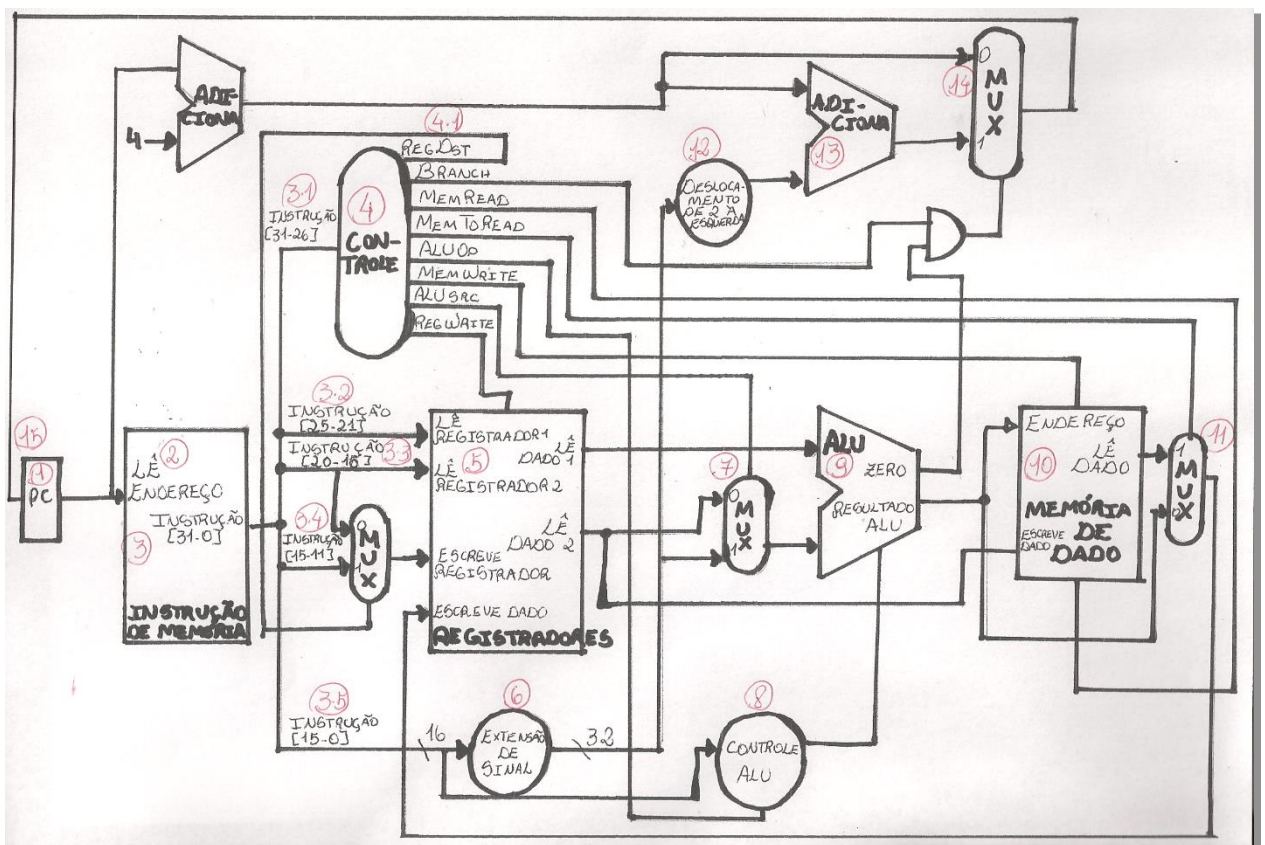 ADI-
CIONA
4
4.1
REGDST
BRANCH
MEMREAD
MEMTOREAD
ALUOP
MEMWRITE
ALUSRC
REGWRITE
3.1
INSTRUÇÃO
[31-26]
4
CON-
TROLE
12
DESLOCA-
MENTO
DE 2 A
ESQUERDA
ADI-
CIONA
13
14
0
MUX
1
15
1
PC
2
LÊ
ENDEREÇO
INSTRUÇÃO
[31-0]
3
INSTRUÇÃO
DE MEMÓRIA
3.2
INSTRUÇÃO
[25-21]
INSTRUÇÃO
[20-16]
3.3
3.4
INSTRUÇÃO
[15-11]
0
MUX
1
LÊ
REGISTRADOR 1
5
LÊ
DADO 1
LÊ
REGISTRADOR 2
LÊ
DADO 2
ESCREVE
REGISTRADOR
ESCREVE DADO
REGISTRADORES
7
0
MUX
1
ALU
9
ZERO
RESULTADO
ALU
ENDEREÇO
LÊ
DADO
10
MEMÓRIA
DE
DADO
ESCREVE
DADO
11
1
MUX
0
3.5
INSTRUÇÃO
[15-0]
16
6
EXTENSÃO
DE
SINAL
32
8
CONTROLE
ALU